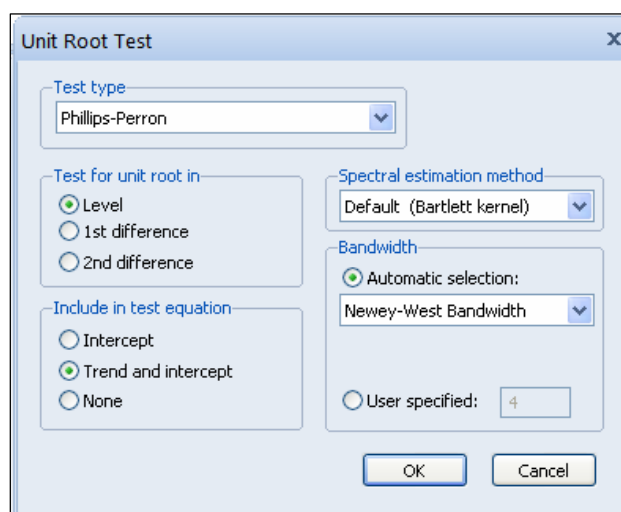 Unit Root Test
x
Test type
Phillips-Perron
Test for unit root in
Level
1st difference
2nd difference
Include in test equation
Intercept
Trend and intercept
None
Spectral estimation method
Default (Bartlett kernel)
Bandwidth
Automatic selection:
Newey-West Bandwidth
User specified: 4
OK Cancel